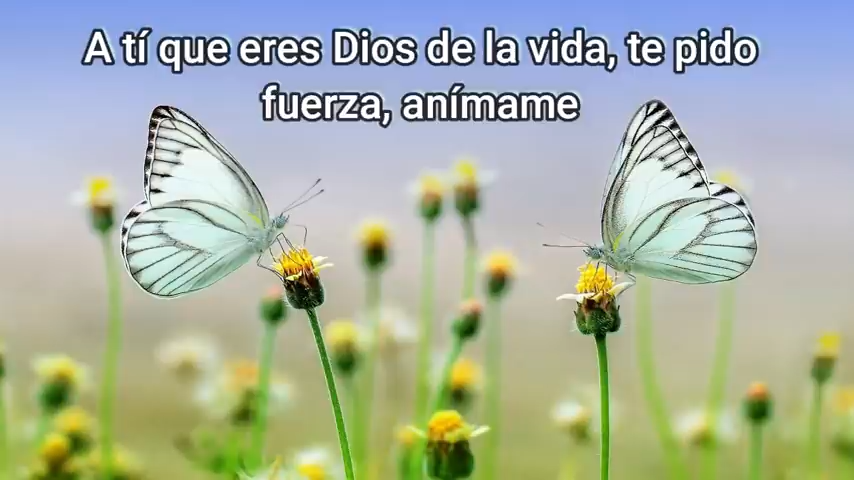 A tí que eres Dios de la vida, te pido
fuerza, anímame